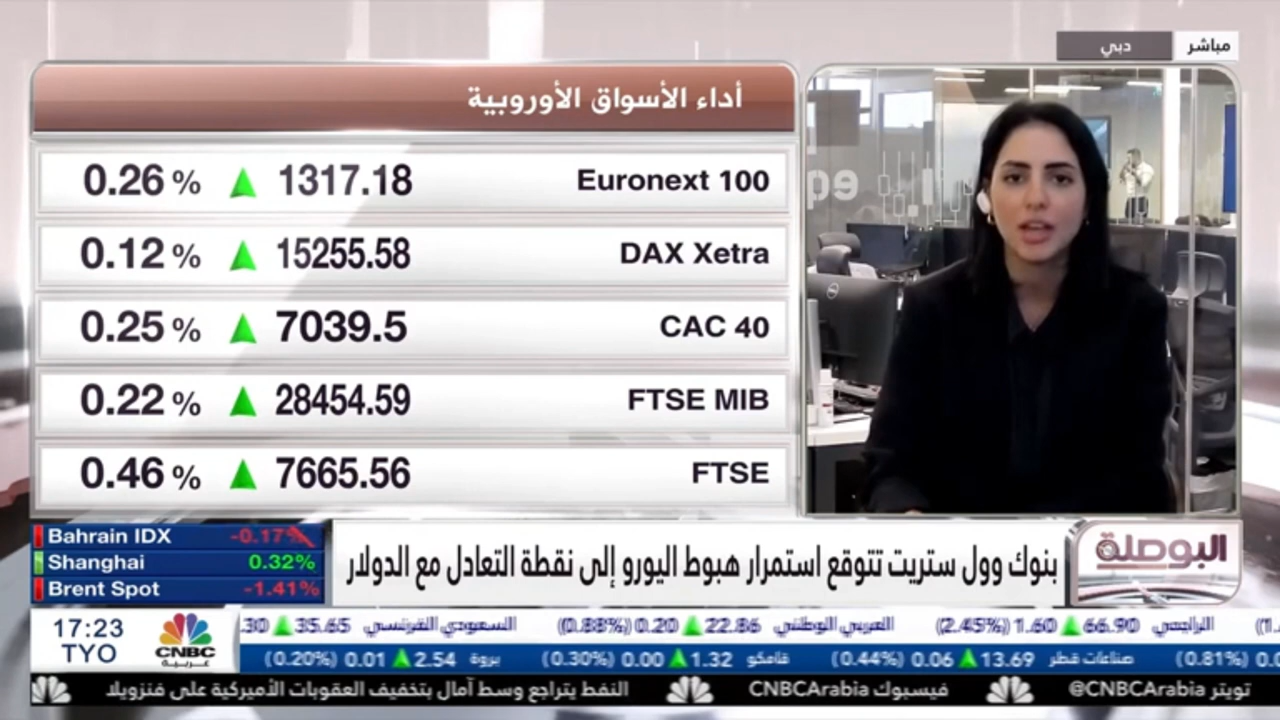 مباشر دبي
أداء الأسواق الأوروبية
Euronext 100 1317.18 0.26 %
DAX Xetra 15255.58 0.12 %
CAC 40 7039.5 0.25 %
FTSE MIB 28454.59 0.22 %
FTSE 7665.56 0.46 %
البوصلة
بنوك وول ستريت تتوقع استمرار هبوط اليورو إلى نقطة التعادل مع الدولار
Bahrain IDX -0.17%
Shanghai 0.32%
Brent Spot -1.41%
17:23
TYO
CNBC
عربية
الراجحي 66.90 1.60 (2.45%) العربي الوطني 22.86 0.20 (0.88%) السعودي الفرنسي 35.65 .30
(0.81%) صناعات قطر 13.69 0.06 (0.44%) قامكو 1.32 0.00 (0.30%) بروة 2.54 0.01 (0.20%)
تويتر CNBCArabia@ فيسبوك CNBCArabia النفط يتراجع وسط آمال بتخفيف العقوبات الأميركية على فنزويلا